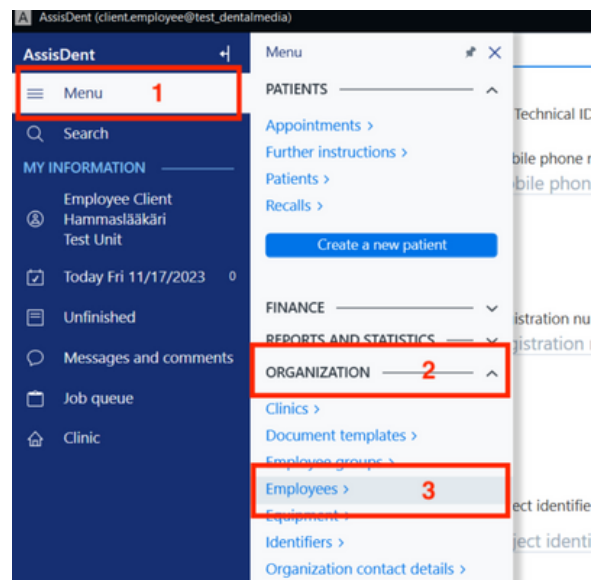 A AssisDent (client.employee@test_dentalmedia)
AssisDent
Menu
1
Search
MY INFORMATION
Employee Client
Hammaslääkäri
Test Unit
Today Fri 11/17/2023 0
Unfinished
Messages and comments
Job queue
Clinic
Menu
PATIENTS
Appointments >
Further instructions >
Patients >
Recalls >
Create a new patient
FINANCE
REPORTS AND STATISTICS
ORGANIZATION
2
Clinics >
Document templates >
Employee groups >
Employees >
3
Equipment >
Identifiers >
Organization contact details >
Technical ID
bile phone
bile phon
istration nu
gistration
ect identifie
ject identi